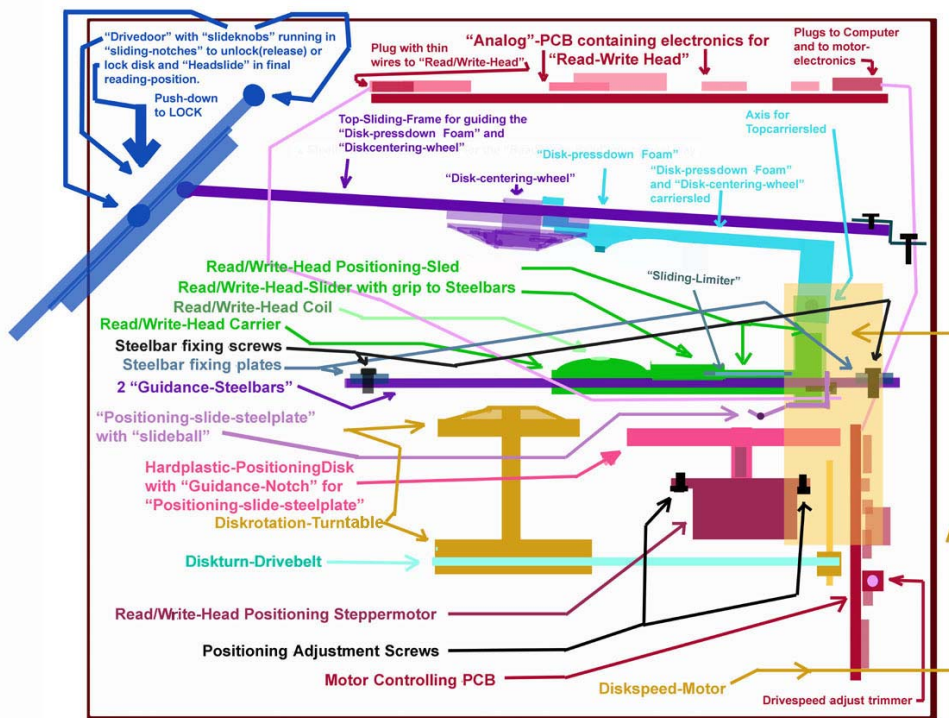 “Drivedoor” with “slideknobs” running in
“sliding-notches” to unlock(release) or
lock disk and “Headslide” in final
reading-position.
Push-down
to LOCK
Plug with thin
wires to “Read/Write-Head”
“Analog”-PCB containing electronics for
“Read-Write Head”
Plugs to Computer
and to motor-
electronics
Top-Sliding-Frame for guiding the
“Disk-pressdown Foam” and
“Diskcentering-wheel”
Axis for
Topcarriersled
“Disk-pressdown Foam”
“Disk-centering-wheel”
“Disk-pressdown Foam”
and “Disk-centering-wheel”
carriersled
Read/Write-Head Positioning-Sled
“Sliding-Limiter”
Read/Write-Head-Slider with grip to Steelbars
Read/Write-Head Coil
Read/Write-Head Carrier
Steelbar fixing screws
Steelbar fixing plates
2 “Guidance-Steelbars”
“Positioning-slide-steelplate”
with “slideball”
Hardplastic-PositioningDisk
with “Guidance-Notch” for
“Positioning-slide-steelplate”
Diskrotation-Turntable
Diskturn-Drivebelt
Read/Wr.ite-Head Positioning Steppermotor
Positioning Adjustment Screws
Motor Controlling PCB
Diskspeed-Motor
Drivespeed adjust trimmer